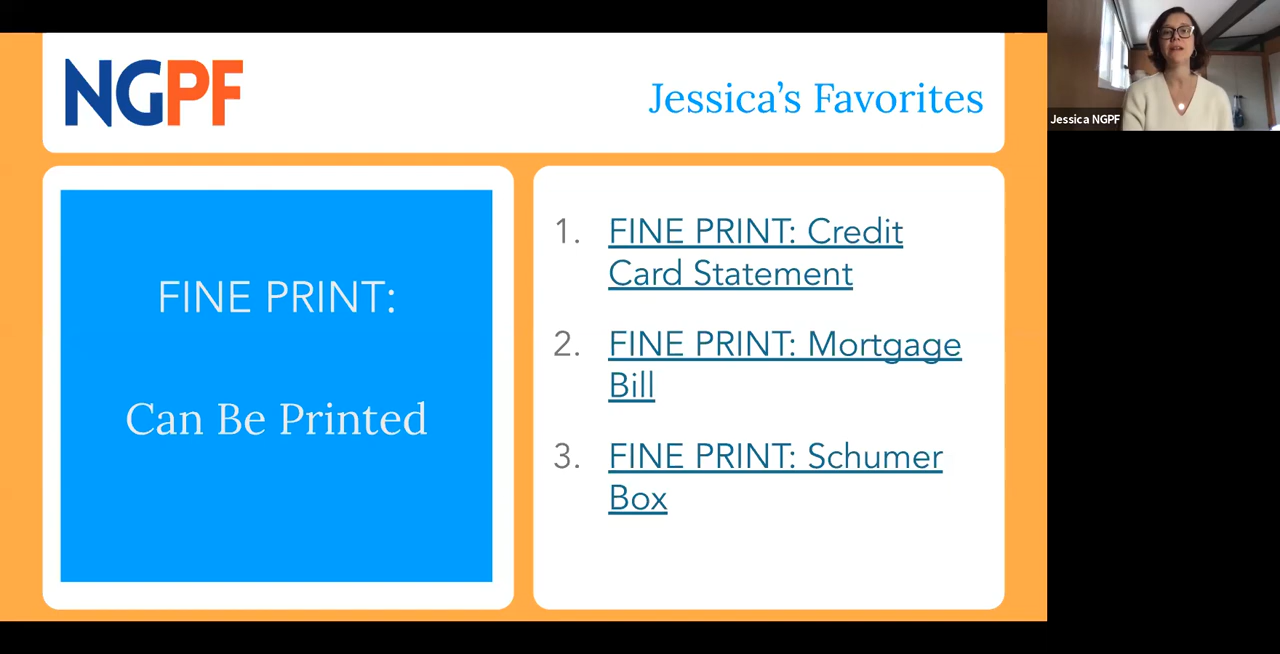 NGPF
Jessica's Favorites
FINE PRINT:
Can Be Printed
1. FINE PRINT: Credit
Card Statement
2. FINE PRINT: Mortgage
Bill
3. FINE PRINT: Schumer
Box
Jessica NGPF